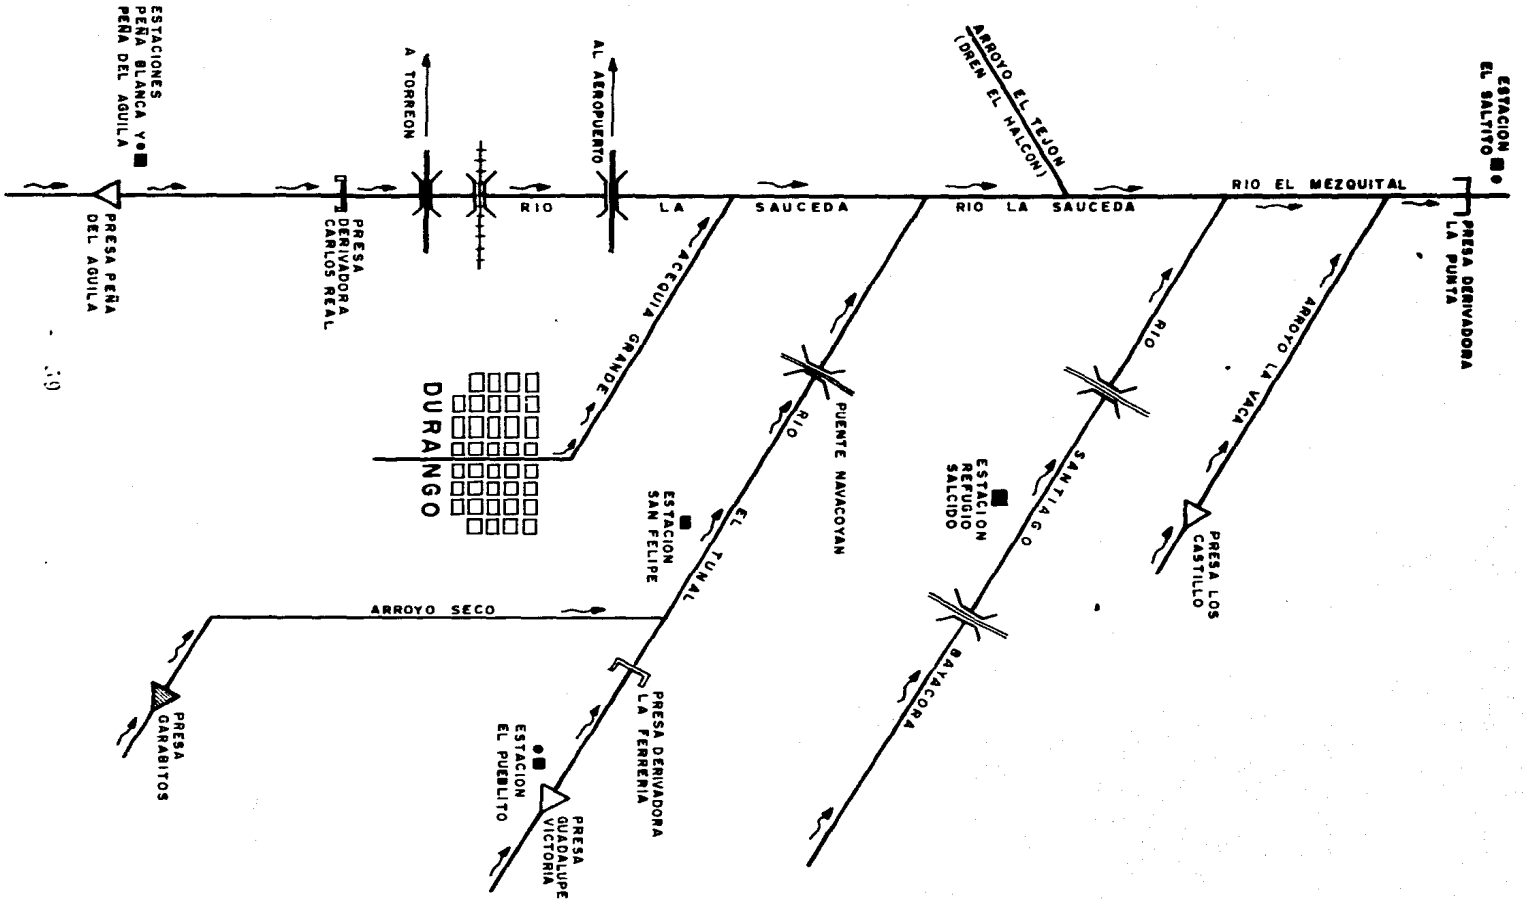 ESTACIONES
PEÑA BLANCA Y
PEÑA DEL AGUILA
A TORREON
AL AEROPUERTO
ARROYO EL TEJON
(DREN EL HALCON)
ESTACION
EL SALTITO
RIO EL MEZQUITAL
RIO
LA
SAUCEDA
RIO LA SAUCEDA
PRESA PEÑA
DEL AGUILA
PRESA
DERIVADORA
CARLOS REAL
PRESA DERIVADORA
LA PUNTA
ACEQUIA GRANDE
DURANGO
RIO
EL
TUNAL
PUENTE NAVACOYAN
RIO
SANTIAGO
BAYACORA
ARROYO LA VACA
ESTACION
REFUGIO
SALCIDO
ESTACION
SAN FELIPE
PRESA LOS
CASTILLO
ARROYO SECO
PRESA
GARABITOS
PRESA DERIVADORA
LA FERRERIA
ESTACION
EL PUEBLITO
PRESA
GUADALUPE
VICTORIA